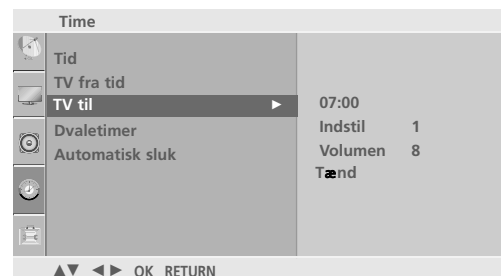 Time
Tid
TV fra tid
TV til ►
Dvaletimer
Automatisk sluk
07:00
Indstil 1
Volumen 8
Tænd
▲▼ ◄► OK RETURN